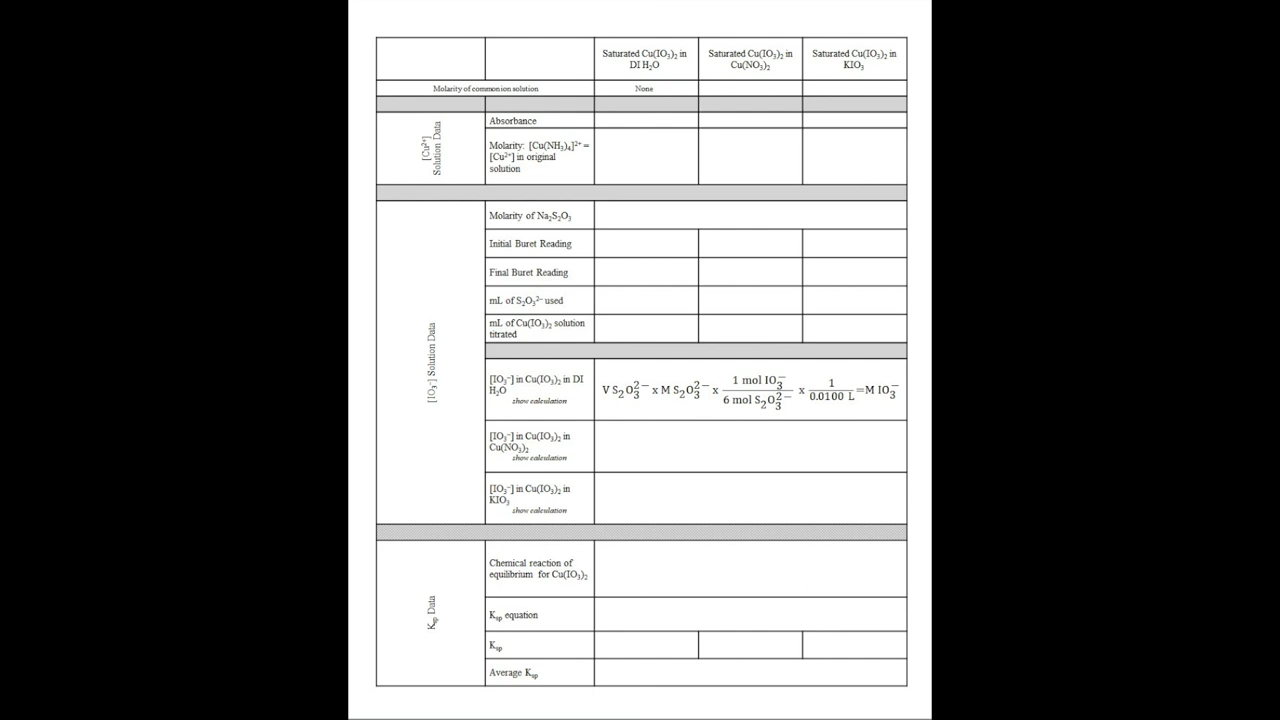 Saturated Cu(IO₃)₂ in
DI H₂O
Saturated Cu(IO₃)₂ in
Cu(NO₃)₂
Saturated Cu(IO₃)₂ in
KIO₃
Molarity of common ion solution
None
[Cu²⁺]
Solution Data
Absorbance
Molarity: [Cu(NH₃)₄]²⁺ =
[Cu²⁺] in original
solution
[IO₃⁻] Solution Data
Molarity of Na₂S₂O₃
Initial Buret Reading
Final Buret Reading
mL of S₂O₃²⁻ used
mL of Cu(IO₃)₂ solution
titrated
[IO₃⁻] in Cu(IO₃)₂ in DI
H₂O
show calculation
V S₂O₃²⁻ x M S₂O₃²⁻ x 1 mol IO₃⁻ / 6 mol S₂O₃²⁻ x 1 / 0.0100 L = M IO₃⁻
[IO₃⁻] in Cu(IO₃)₂ in
Cu(NO₃)₂
show calculation
[IO₃⁻] in Cu(IO₃)₂ in
KIO₃
show calculation
Ksp Data
Chemical reaction of
equilibrium for Cu(IO₃)₂
Ksp equation
Ksp
Average Ksp